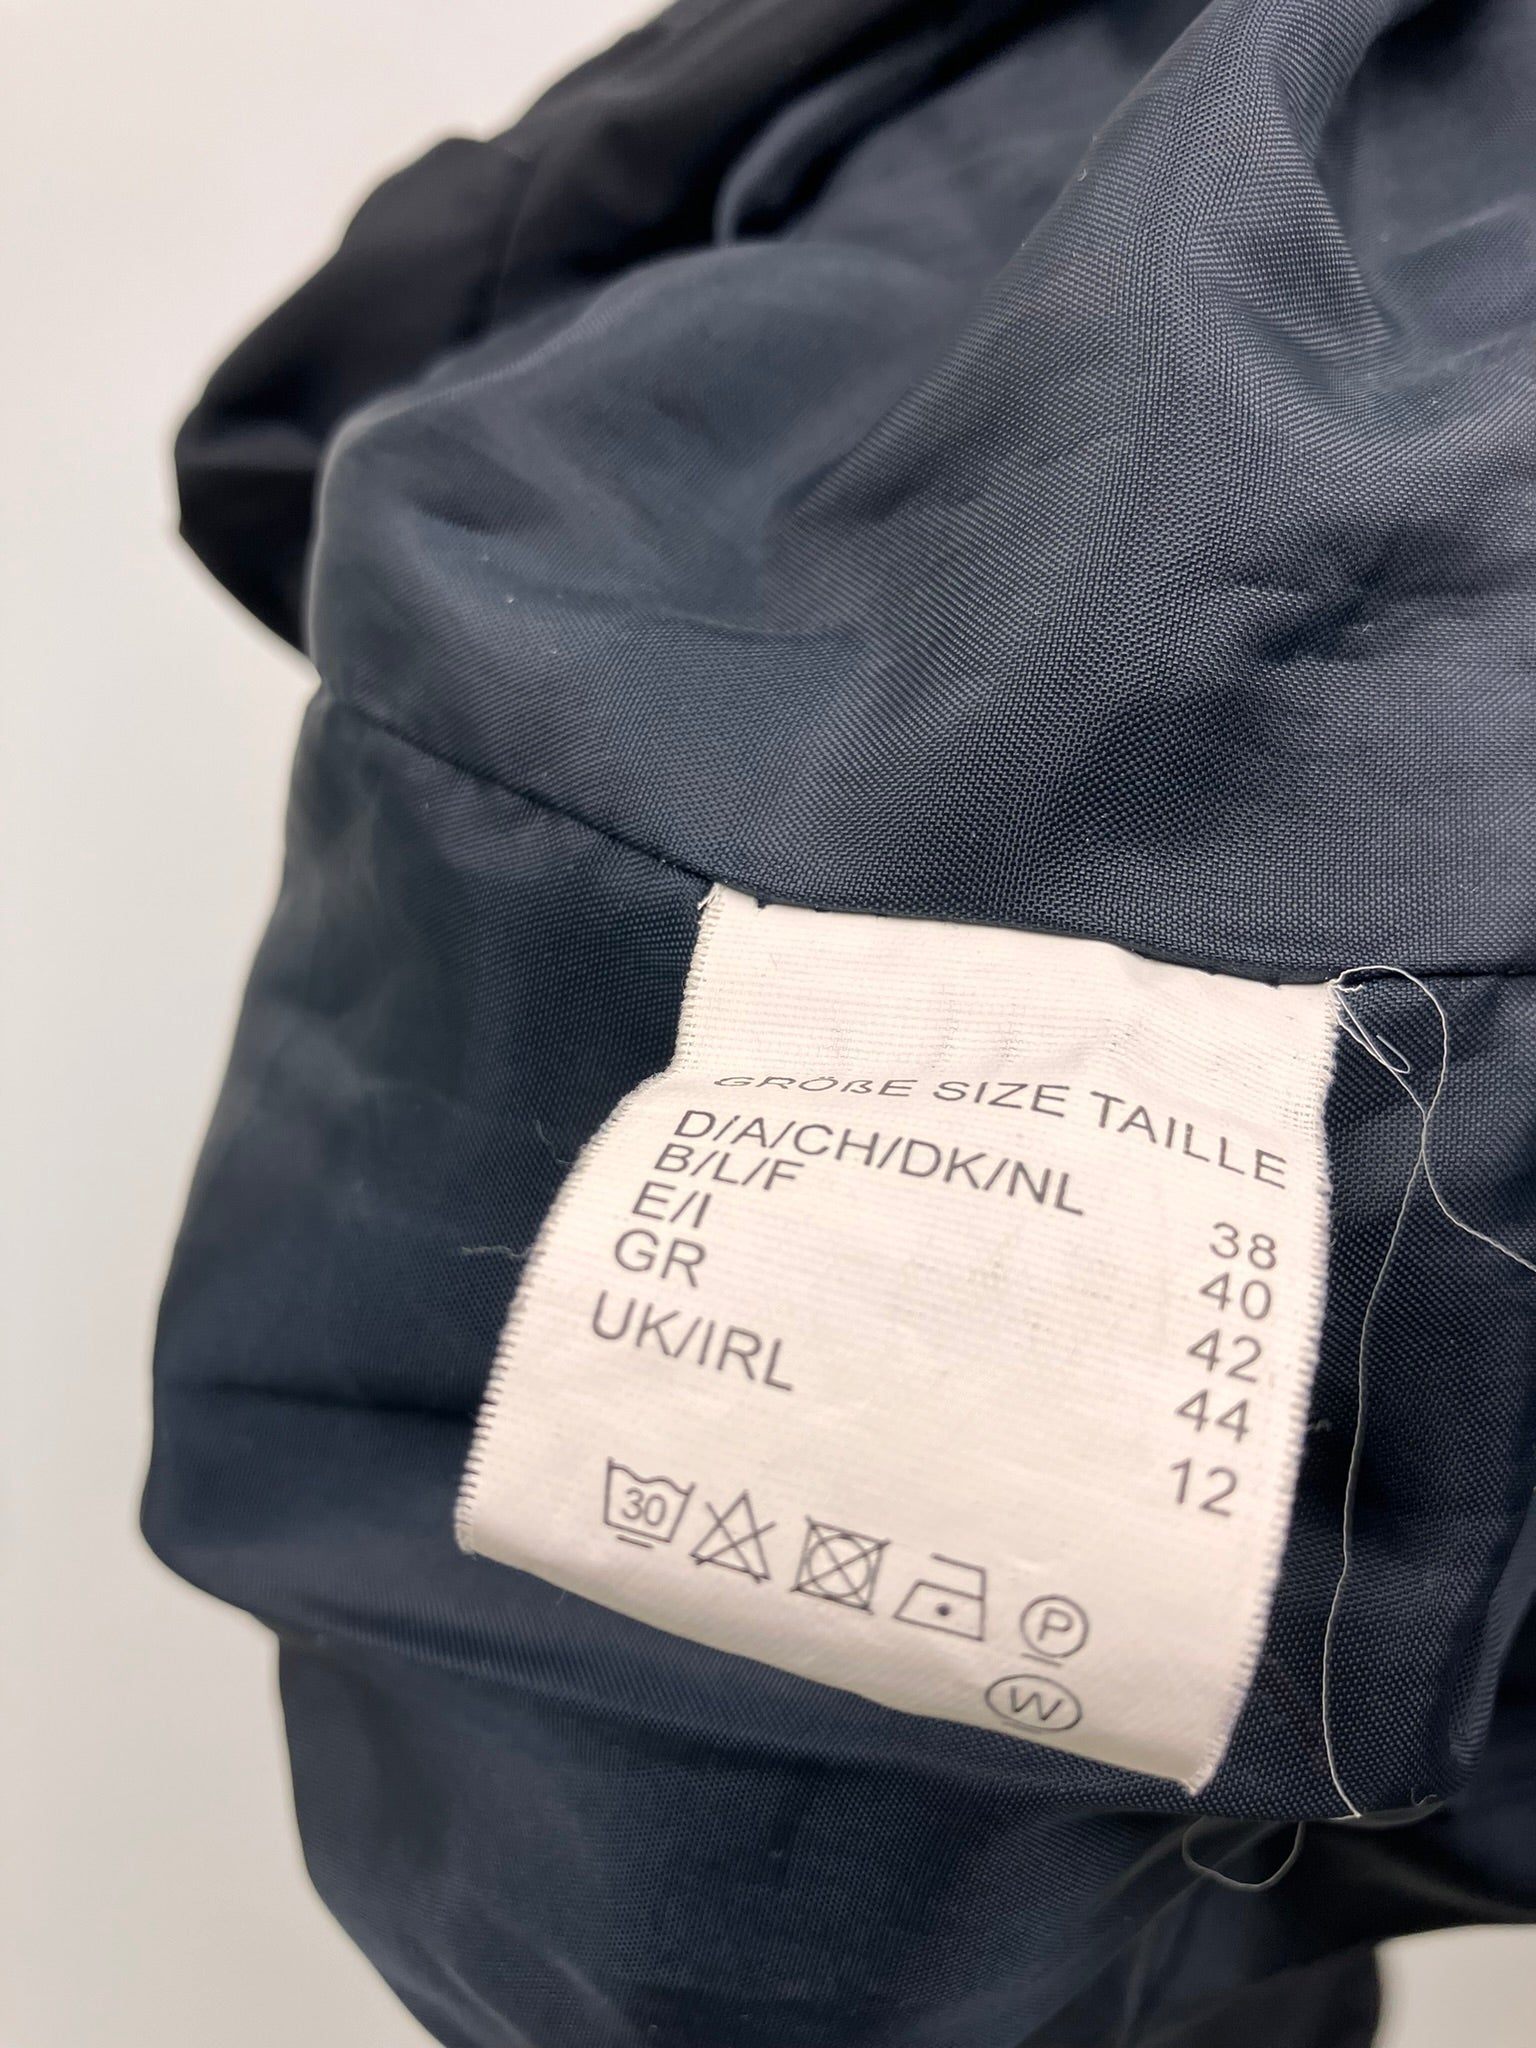 GRÖßE SIZE TAILLE
D/A/CH/DK/NL 38
B/L/F 40
E/I 42
GR 44
UK/IRL 12
30
P
W